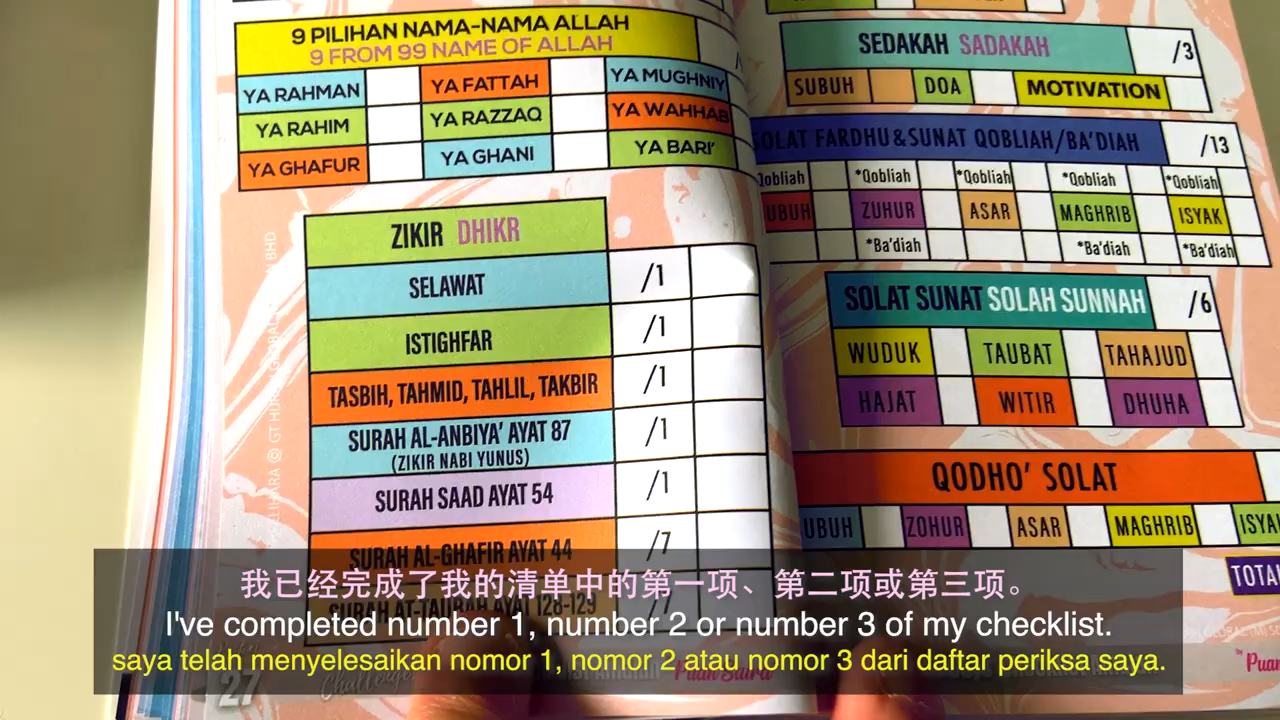 9 PILIHAN NAMA-NAMA ALLAH
9 FROM 99 NAME OF ALLAH
YA RAHMAN YA FATTAH YA MUGHNIY
YA RAHIM YA RAZZAQ YA WAHHAB
YA GHAFUR YA GHANI YA BARI'
ZIKIR DHIKR
SELAWAT /1
ISTIGHFAR /1
TASBIH, TAHMID, TAHLIL, TAKBIR /1
SURAH AL-ANBIYA' AYAT 87 /1
(ZIKIR NABI YUNUS)
SURAH SAAD AYAT 54 /1
SURAH AL-GHAFIR AYAT 44 /7
SURAH AT-TAUBAH AYAT 128-129 /7
27
SEDAKAH SADAKAH /3
SUBUH DOA MOTIVATION
SOLAT FARDHU & SUNAT QOBLIAH/BA'DIAH /13
Qobliah *Qobliah *Qobliah *Qobliah *Qobliah
UBUH ZUHUR ASAR MAGHRIB ISYAK
*Ba'diah *Ba'diah *Ba'diah
SOLAT SUNAT SOLAH SUNNAH /6
WUDUK TAUBAT TAHAJUD
HAJAT WITIR DHUHA
QODHO' SOLAT
UBUH ZOHUR ASAR MAGHRIB ISYA
TOTA
我已经完成了我的清单中的第一项、第二项或第三项。
I've completed number 1, number 2 or number 3 of my checklist.
saya telah menyelesaikan nomor 1, nomor 2 atau nomor 3 dari daftar periksa saya.